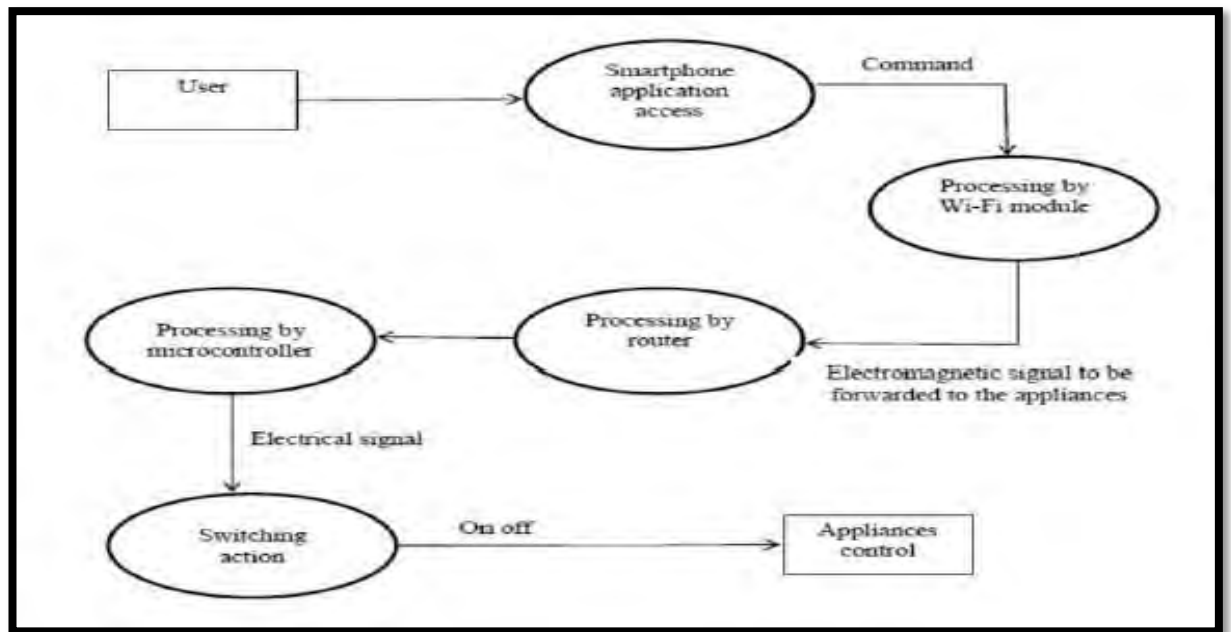 User
Smartphone
application
access
Command
Processing by
Wi-Fi module
Processing by
microcontroller
Processing by
router
Electromagnetic signal to be
forwarded to the appliances
Electrical signal
Switching
action
On off
Appliances
control